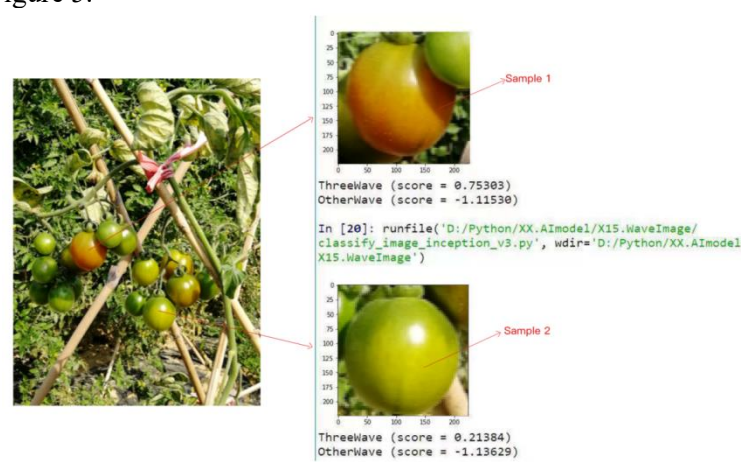 Figure 5.
0
25
50
75
100
125
150
175
200
0 50 100 150 200
Sample 1
ThreeWave (score = 0.75303)
OtherWave (score = -1.11530)
In [20]: runfile('D:/Python/XX.AImodel/X15.WaveImage/
classify_image_inception_v3.py', wdir='D:/Python/XX.AImodel
X15.WaveImage')
0
25
50
75
100
125
150
175
200
0 50 100 150 200
Sample 2
ThreeWave (score = 0.21384)
OtherWave (score = -1.13629)